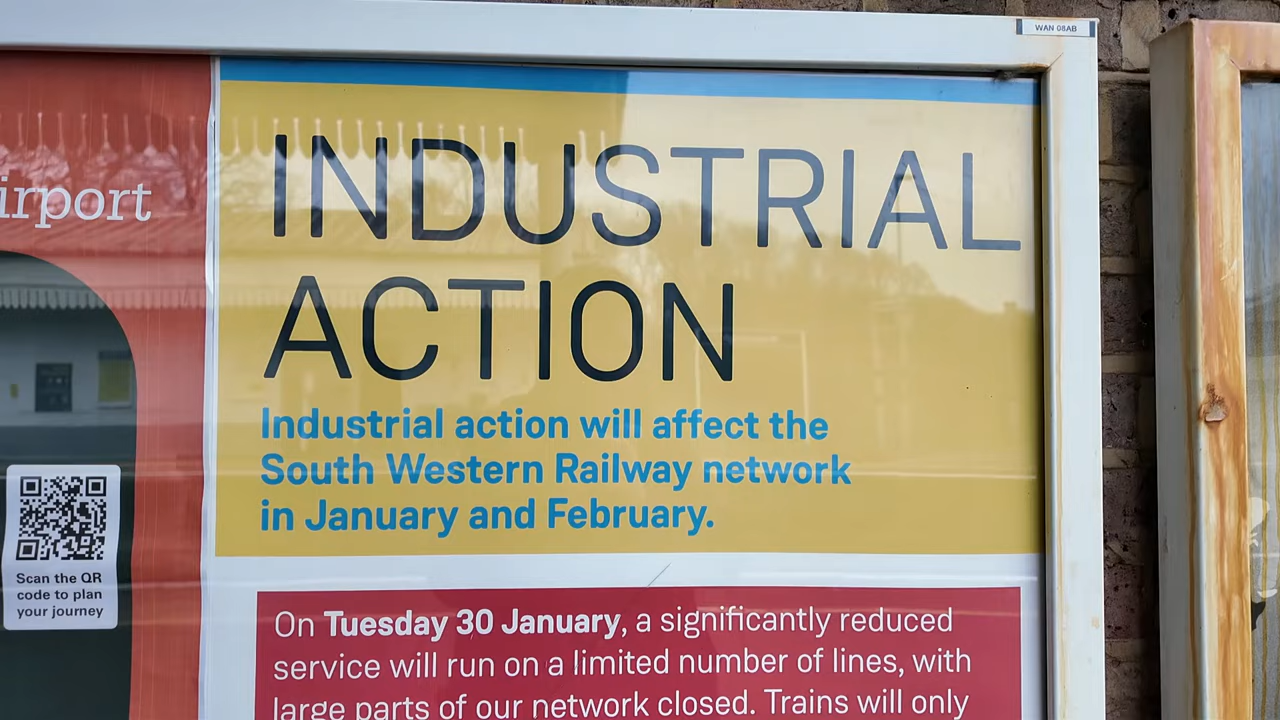 WAN 08AB
irport
INDUSTRIAL
ACTION
Industrial action will affect the
South Western Railway network
in January and February.
Scan the QR
code to plan
your journey
On Tuesday 30 January, a significantly reduced
service will run on a limited number of lines, with
large parts of our network closed. Trains will only